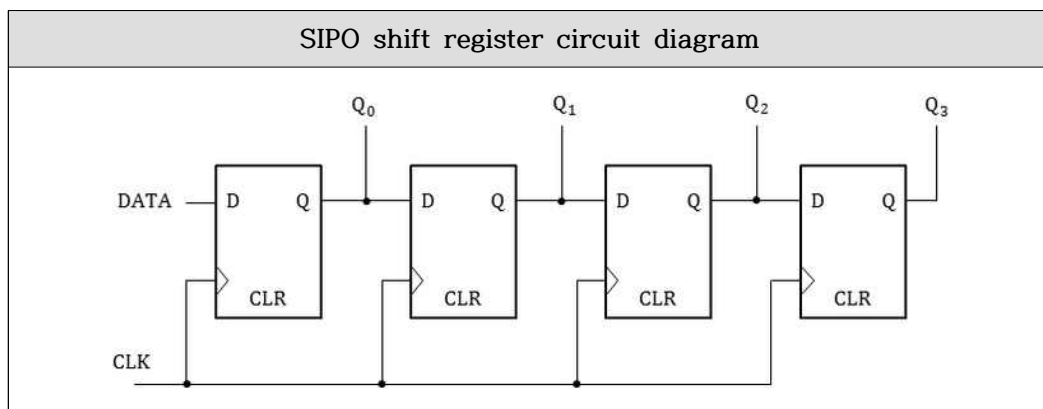 SIPO shift register circuit diagram
Q₀ Q₁ Q₂ Q₃
DATA D Q D Q D Q D Q
CLR CLR CLR CLR
CLK